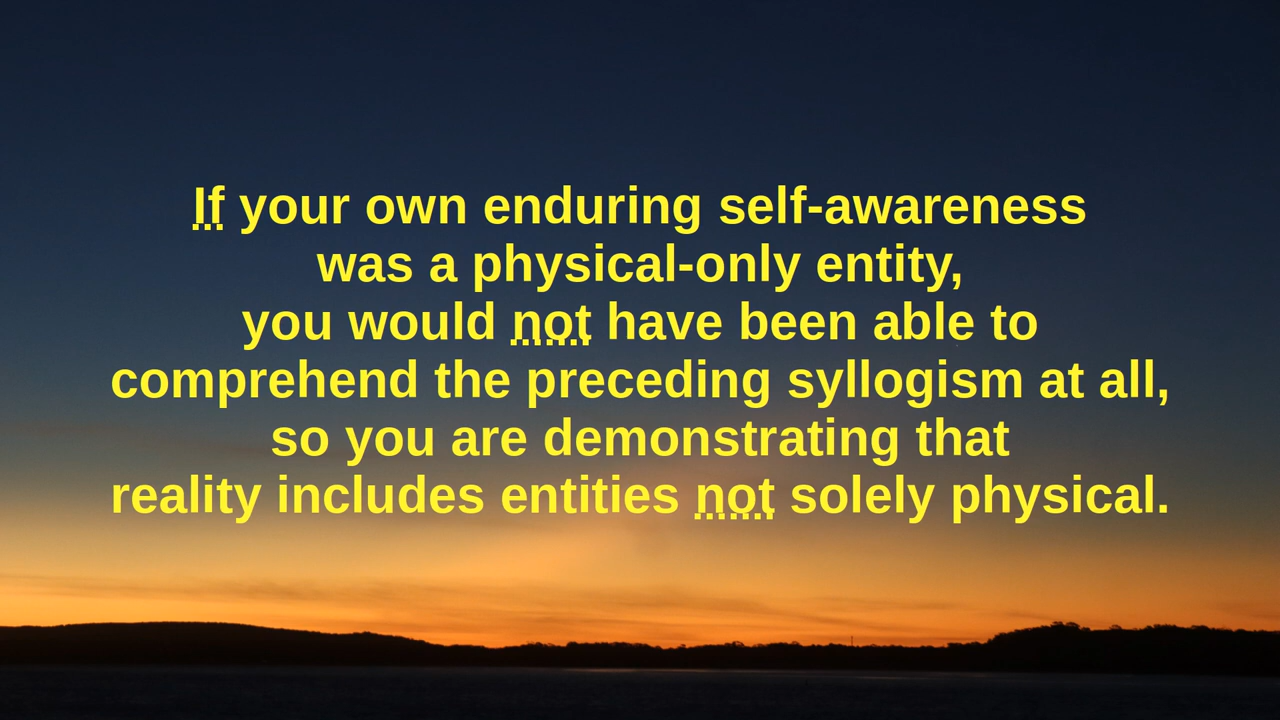 If your own enduring self-awareness
was a physical-only entity,
you would not have been able to
comprehend the preceding syllogism at all,
so you are demonstrating that
reality includes entities not solely physical.